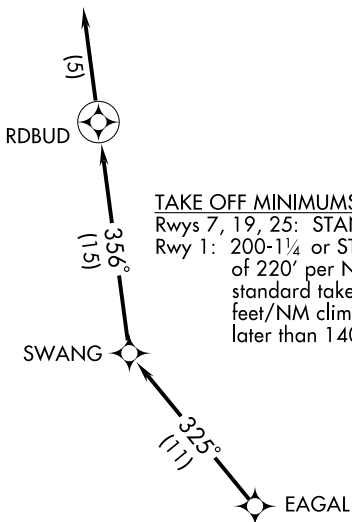 (5)
RDBUD
TAKE OFF MINIMUMS
Rwys 7, 19, 25: STAN
Rwy 1: 200-1¼ or ST
of 220' per N
standard take
feet/NM clim
later than 140
356°
(15)
SWANG
325°
(11)
EAGAL